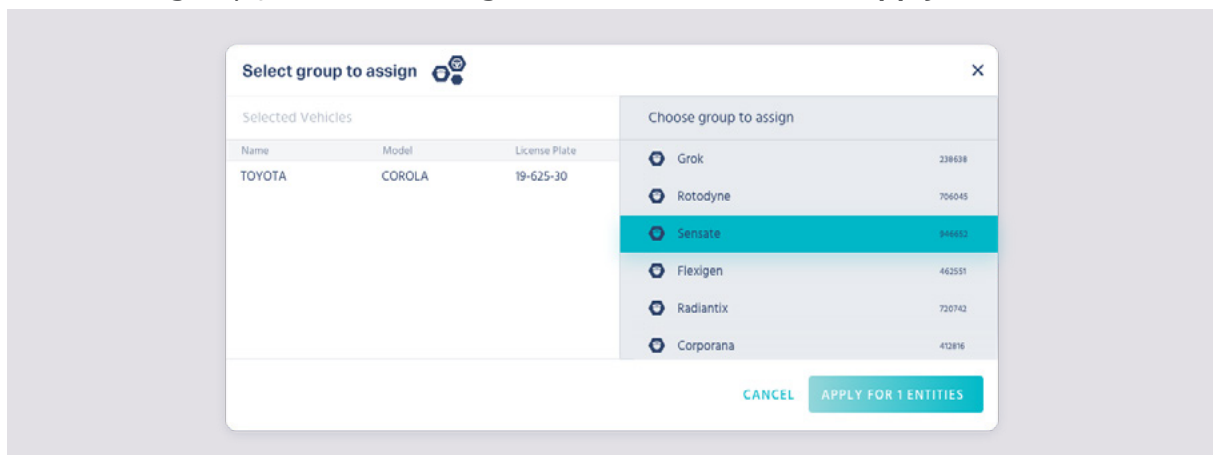 Select group to assign
Selected Vehicles
Name Model License Plate
TOYOTA COROLA 19-625-30
Choose group to assign
Grok 238638
Rotodyne 706045
Sensate 846652
Flexigen 462551
Radiantix 720742
Corporana 412816
CANCEL APPLY FOR 1 ENTITIES